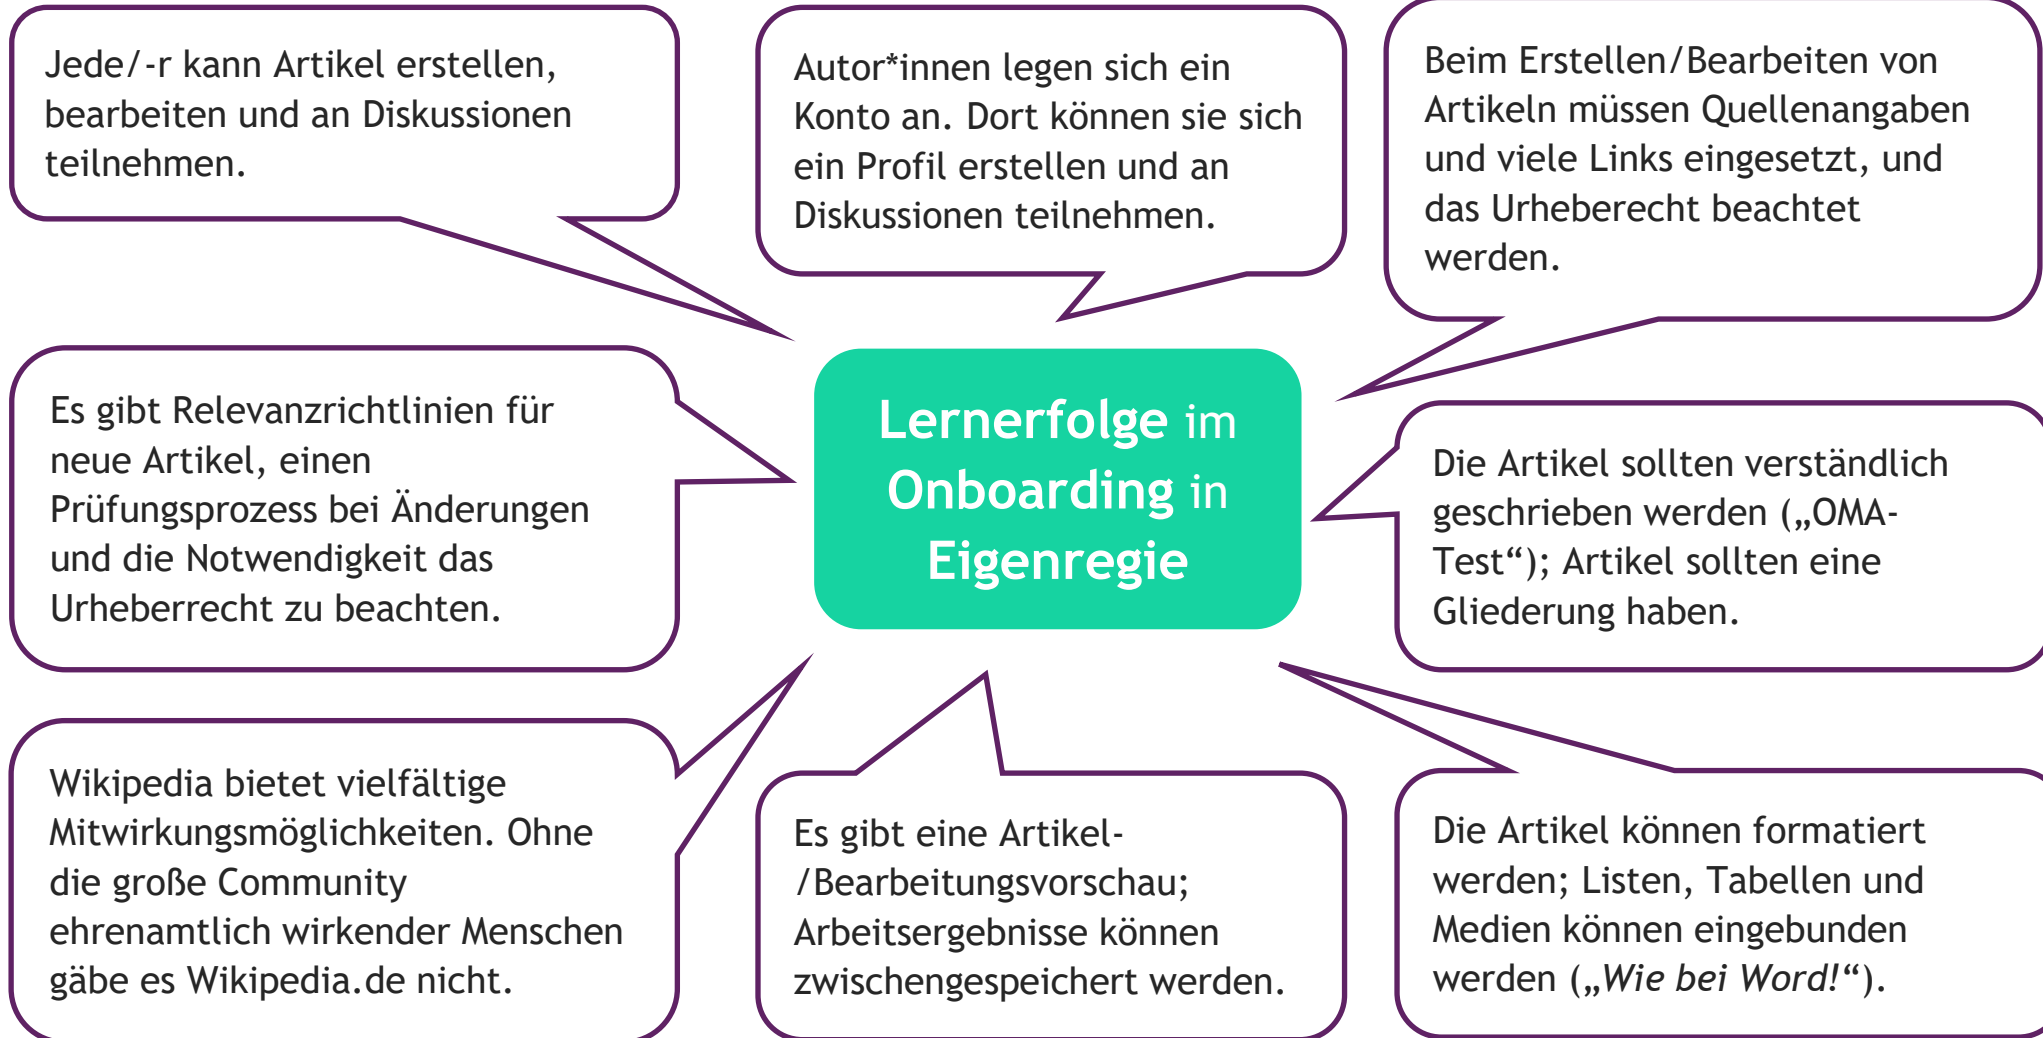 Jede/-r kann Artikel erstellen,
bearbeiten und an Diskussionen
teilnehmen.
Autor*innen legen sich ein
Konto an. Dort können sie sich
ein Profil erstellen und an
Diskussionen teilnehmen.
Beim Erstellen/Bearbeiten von
Artikeln müssen Quellenangaben
und viele Links eingesetzt, und
das Urheberecht beachtet
werden.
Es gibt Relevanzrichtlinien für
neue Artikel, einen
Prüfungsprozess bei Änderungen
und die Notwendigkeit das
Urheberrecht zu beachten.
Lernerfolge im
Onboarding in
Eigenregie
Die Artikel sollten verständlich
geschrieben werden („OMA-
Test“); Artikel sollten eine
Gliederung haben.
Wikipedia bietet vielfältige
Mitwirkungsmöglichkeiten. Ohne
die große Community
ehrenamtlich wirkender Menschen
gäbe es Wikipedia.de nicht.
Es gibt eine Artikel-
/Bearbeitungsvorschau;
Arbeitsergebnisse können
zwischengespeichert werden.
Die Artikel können formatiert
werden; Listen, Tabellen und
Medien können eingebunden
werden („Wie bei Word!“).